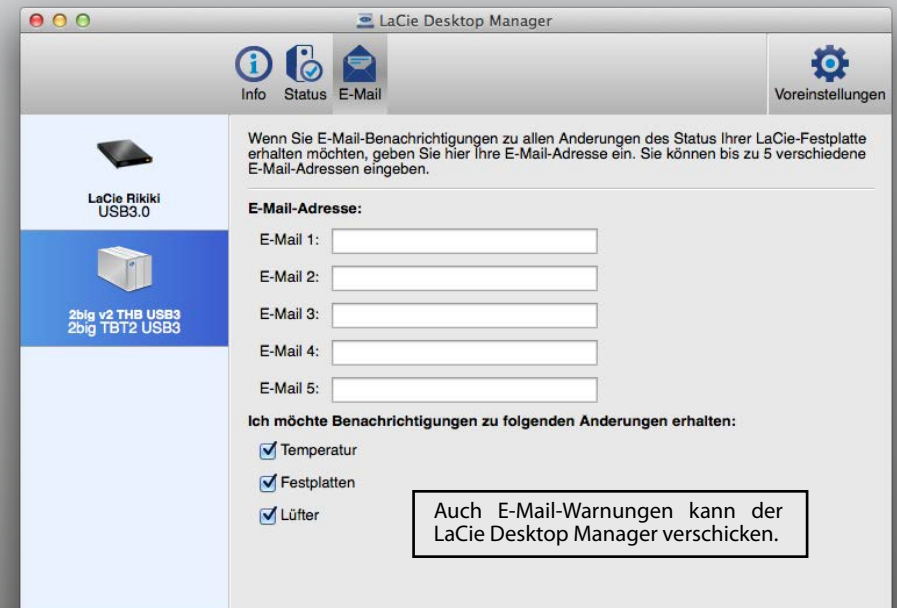 LaCie Desktop Manager
Info
Status
E-Mail
Voreinstellungen
LaCie Rikiki
USB3.0
2big v2 THB USB3
2big TBT2 USB3
Wenn Sie E-Mail-Benachrichtigungen zu allen Änderungen des Status Ihrer LaCie-Festplatte
erhalten möchten, geben Sie hier Ihre E-Mail-Adresse ein. Sie können bis zu 5 verschiedene
E-Mail-Adressen eingeben.
E-Mail-Adresse:
E-Mail 1:
E-Mail 2:
E-Mail 3:
E-Mail 4:
E-Mail 5:
Ich möchte Benachrichtigungen zu folgenden Änderungen erhalten:
Temperatur
Festplatten
Lüfter
Auch E-Mail-Warnungen kann der
LaCie Desktop Manager verschicken.